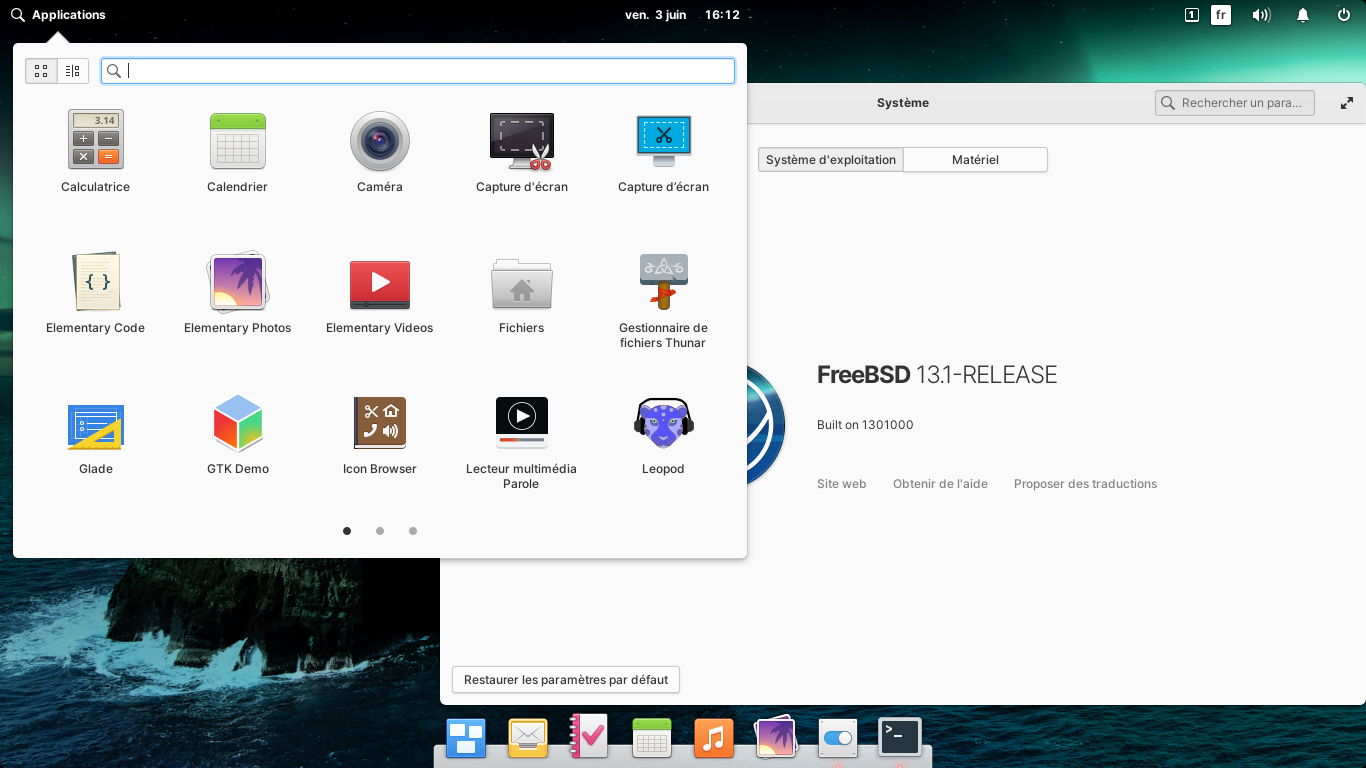 Applications
ven. 3 juin 16:12
1
fr
Système
Rechercher un para...
Système d'exploitation
Matériel
3.14
Calculatrice
Calendrier
Caméra
Capture d'écran
Capture d’écran
Elementary Code
Elementary Photos
Elementary Videos
Fichiers
Gestionnaire de
fichiers Thunar
Glade
GTK Demo
Icon Browser
Lecteur multimédia
Parole
Leopod
FreeBSD 13.1-RELEASE
Built on 1301000
Site web
Obtenir de l'aide
Proposer des traductions
Restaurer les paramètres par défaut